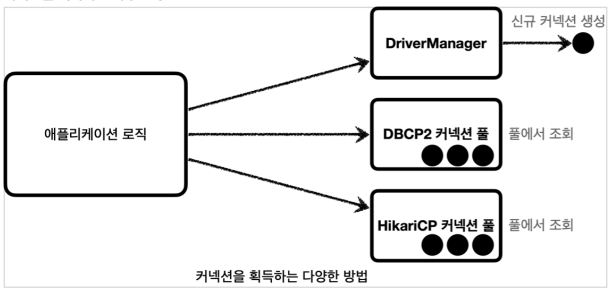 신규 커넥션 생성
DriverManager
애플리케이션 로직
DBCP2 커넥션 풀
풀에서 조회
HikariCP 커넥션 풀
풀에서 조회
커넥션을 획득하는 다양한 방법